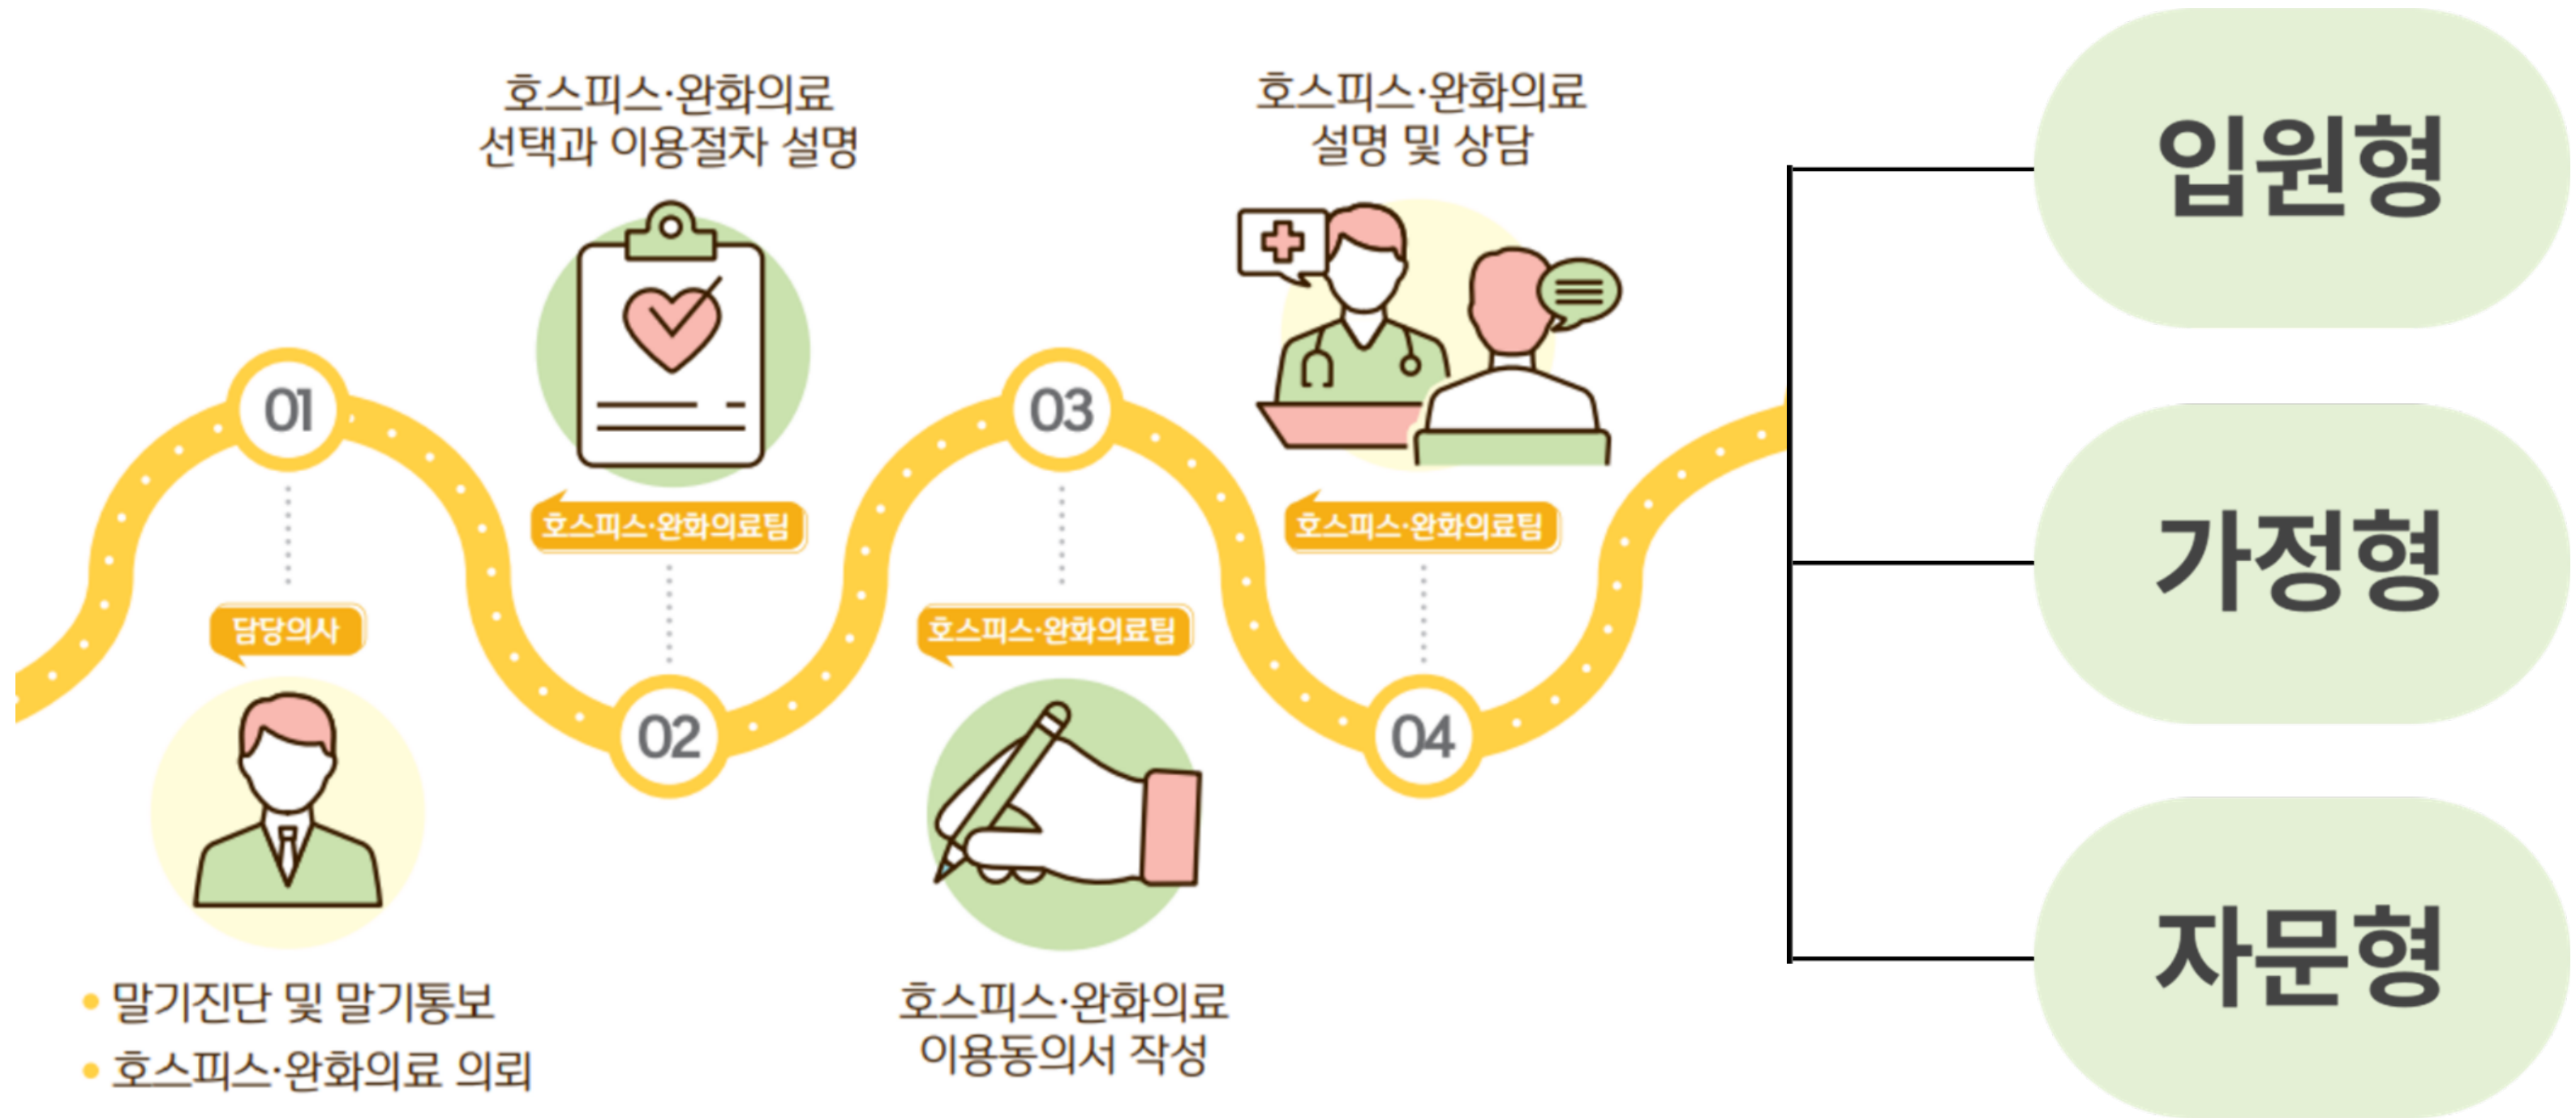 01
담당의사
• 말기진단 및 말기통보
• 호스피스·완화의료 의뢰
호스피스·완화의료
선택과 이용절차 설명
호스피스·완화의료팀
02
03
호스피스·완화의료팀
호스피스·완화의료
이용동의서 작성
호스피스·완화의료
설명 및 상담
호스피스·완화의료팀
04
입원형
가정형
자문형